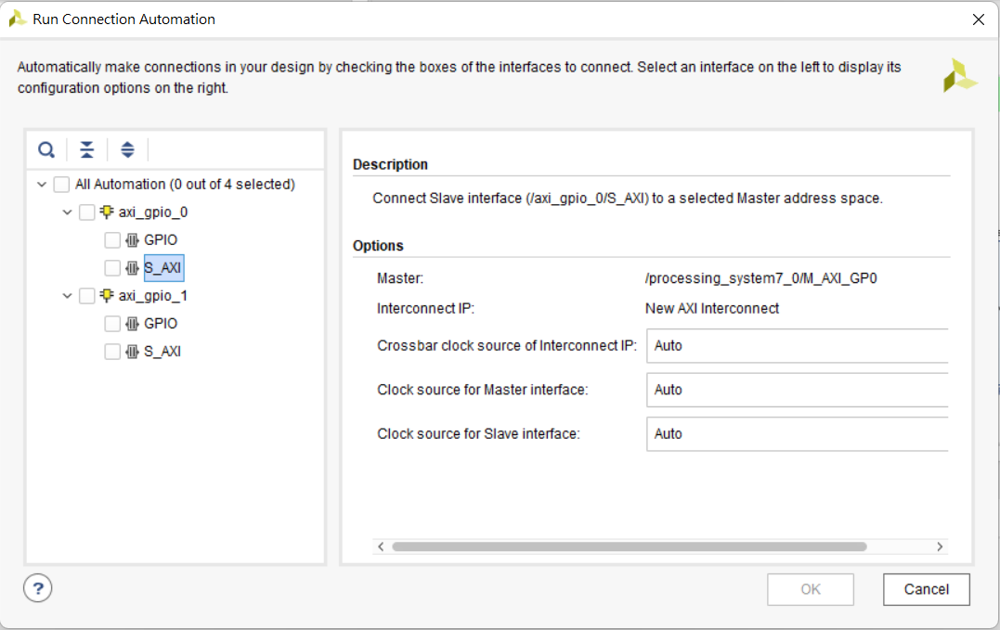 Run Connection Automation
Automatically make connections in your design by checking the boxes of the interfaces to connect. Select an interface on the left to display its
configuration options on the right.
All Automation (0 out of 4 selected)
axi_gpio_0
GPIO
S_AXI
axi_gpio_1
GPIO
S_AXI
Description
Connect Slave interface (/axi_gpio_0/S_AXI) to a selected Master address space.
Options
Master: /processing_system7_0/M_AXI_GP0
Interconnect IP: New AXI Interconnect
Crossbar clock source of Interconnect IP: Auto
Clock source for Master interface: Auto
Clock source for Slave interface: Auto
?
OK Cancel